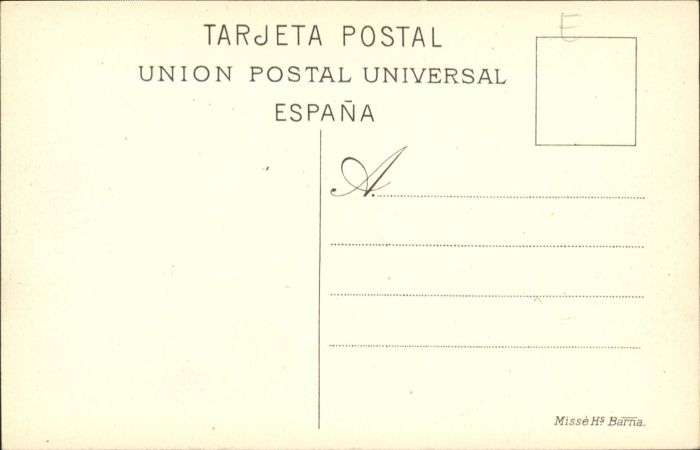 TARJETA POSTAL
UNION POSTAL UNIVERSAL
ESPAÑA
E
A.
Missé Hs Barna.